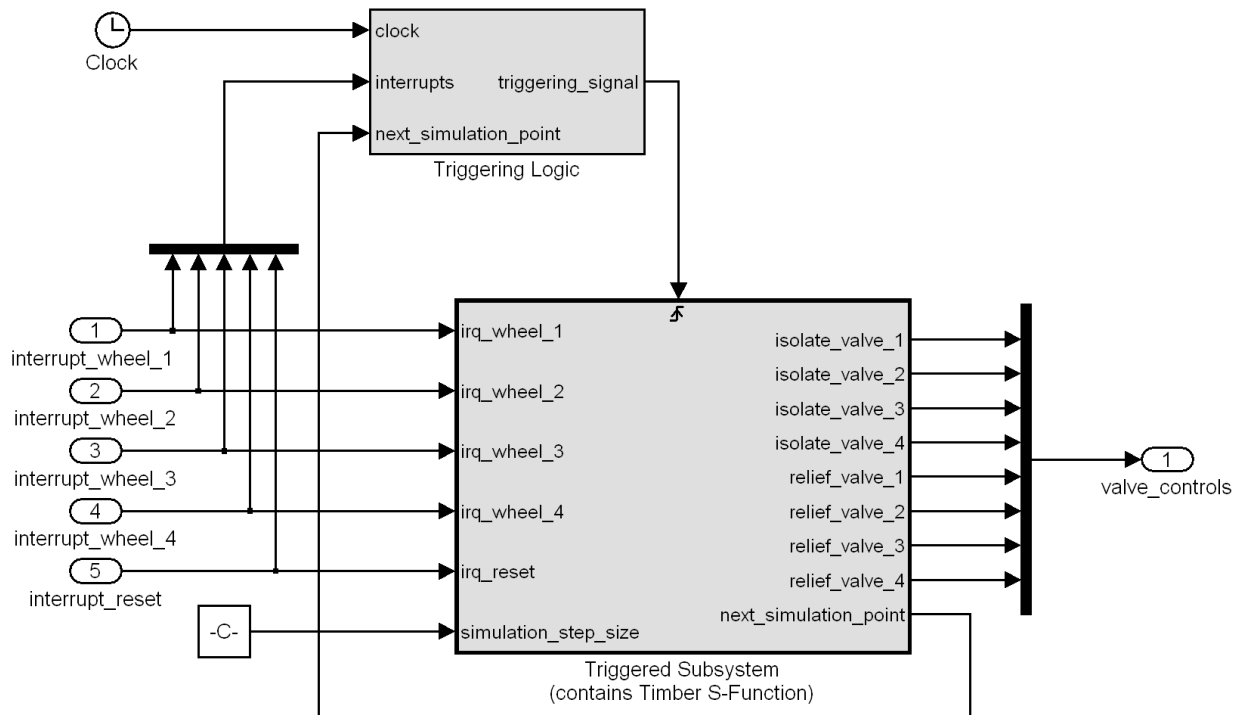 clock
Clock
interrupts
triggering_signal
next_simulation_point
Triggering Logic
1
interrupt_wheel_1
2
interrupt_wheel_2
3
interrupt_wheel_3
4
interrupt_wheel_4
5
interrupt_reset
-C-
irq_wheel_1
irq_wheel_2
irq_wheel_3
irq_wheel_4
irq_reset
simulation_step_size
isolate_valve_1
isolate_valve_2
isolate_valve_3
isolate_valve_4
relief_valve_1
relief_valve_2
relief_valve_3
relief_valve_4
next_simulation_point
Triggered Subsystem
(contains Timber S-Function)
1
valve_controls